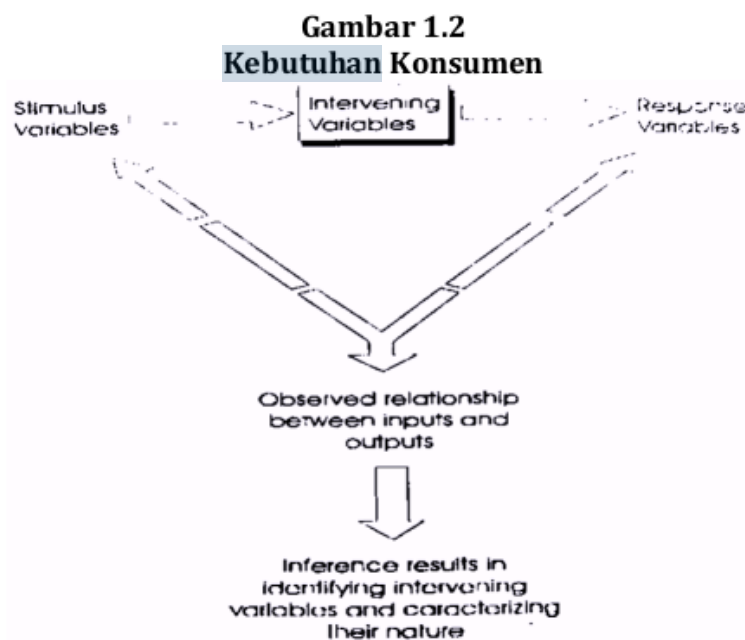 Gambar 1.2
Kebutuhan Konsumen
Stimulus
Variables
Intervening
Variables
Response
Variables
Observed relationship
between inputs and
outputs
Inference results in
identifying intervening
variables and caracterizing
their nature